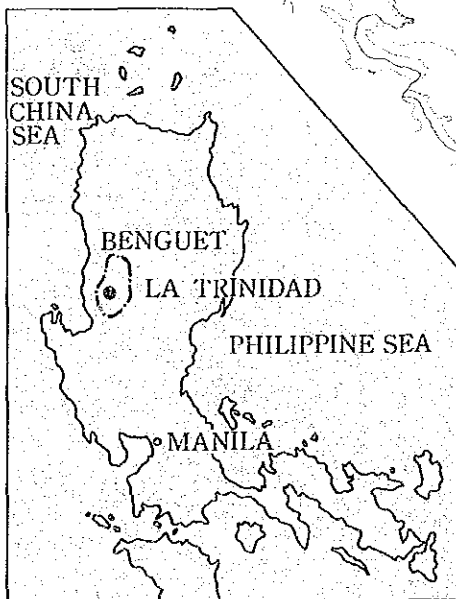 SOUTH
CHINA
SEA
BENGUET
LA TRINIDAD
PHILIPPINE SEA
MANILA